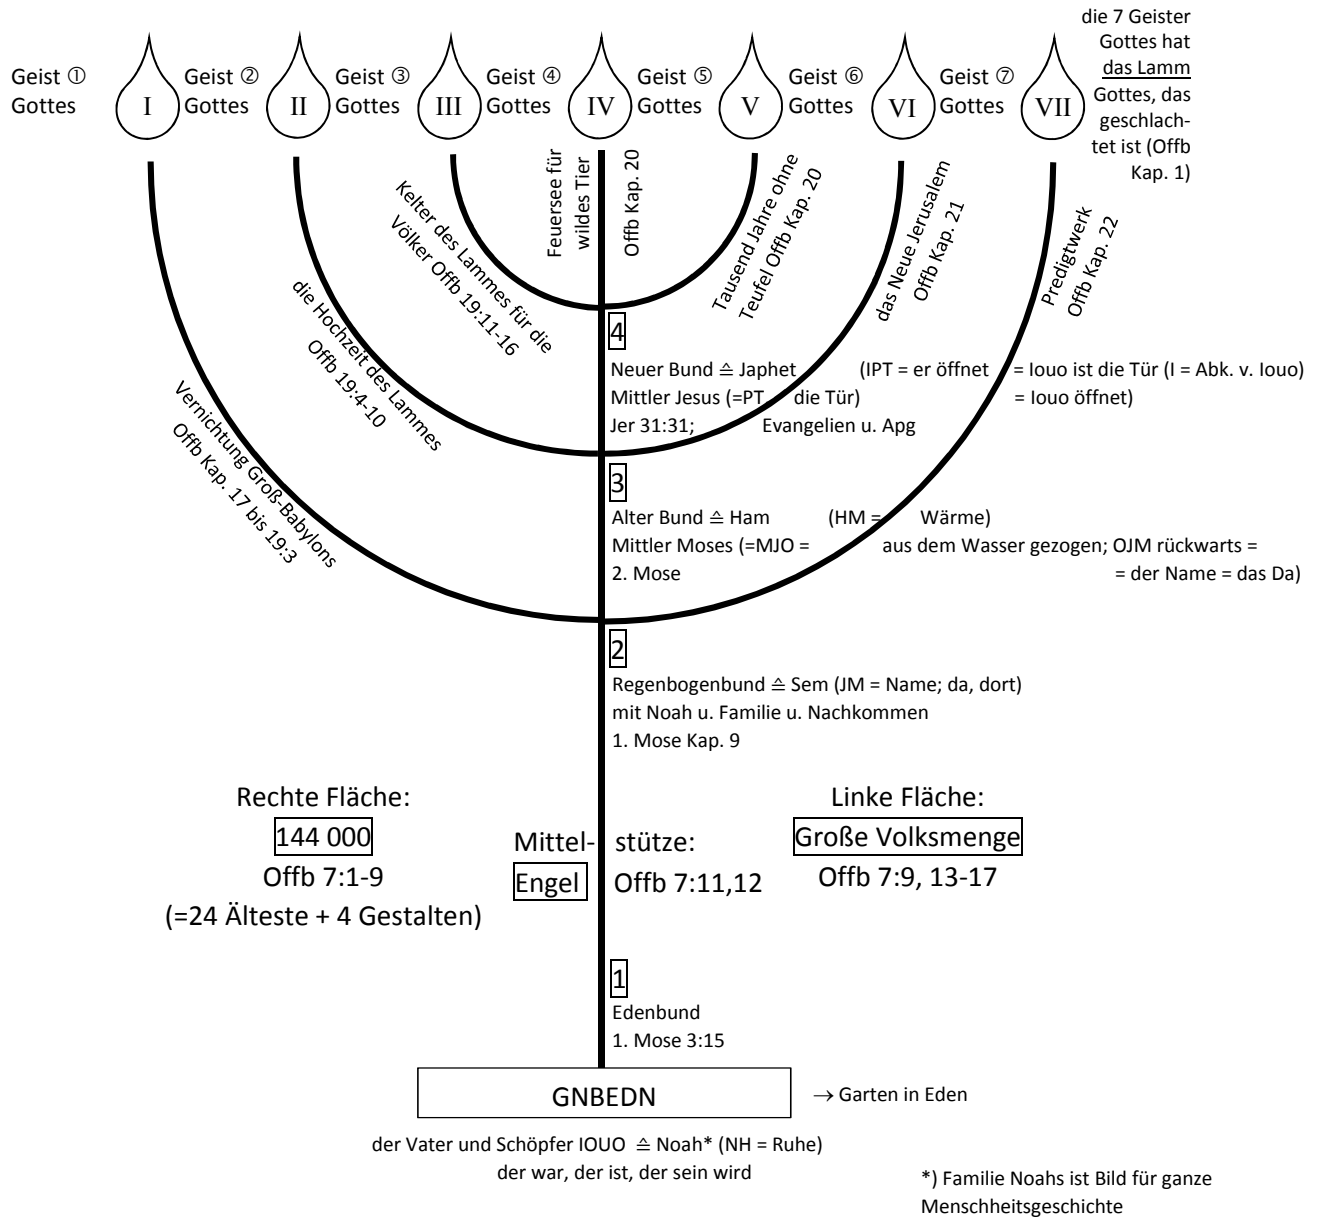 die 7 Geister
Gottes hat
das Lamm
Gottes, das
geschlach-
tet ist (Offb
Kap. 1)
Geist ①
Gottes
I
Geist ②
Gottes
II
Geist ③
Gottes
III
Geist ④
Gottes
IV
Geist ⑤
Gottes
V
Geist ⑥
Gottes
VI
Geist ⑦
Gottes
VII
Vernichtung Groß-Babylons
Offb Kap. 17 bis 19:3
die Hochzeit des Lammes
Offb 19:4-10
Kelter des Lammes für die
Völker Offb 19:11-16
Feuersee für
wildes Tier
Offb Kap. 20
Tausend Jahre ohne
Teufel Offb Kap. 20
das Neue Jerusalem
Offb Kap. 21
Predigtwerk
Offb Kap. 22
4
Neuer Bund ≙ Japhet (IPT = er öffnet = Iouo ist die Tür (I = Abk. v. Iouo)
Mittler Jesus (=PT die Tür) = Iouo öffnet)
Jer 31:31; Evangelien u. Apg
3
Alter Bund ≙ Ham (HM = Wärme)
Mittler Moses (=MJO = aus dem Wasser gezogen; OJM rückwarts =
2. Mose = der Name = das Da)
2
Regenbogenbund ≙ Sem (JM = Name; da, dort)
mit Noah u. Familie u. Nachkommen
1. Mose Kap. 9
Rechte Fläche:
144 000
Offb 7:1-9
(=24 Älteste + 4 Gestalten)
Mittel- stütze:
Engel Offb 7:11,12
Linke Fläche:
Große Volksmenge
Offb 7:9, 13-17
1
Edenbund
1. Mose 3:15
GNBEDN → Garten in Eden
der Vater und Schöpfer IOUO ≙ Noah* (NH = Ruhe)
der war, der ist, der sein wird
*) Familie Noahs ist Bild für ganze
Menschheitsgeschichte